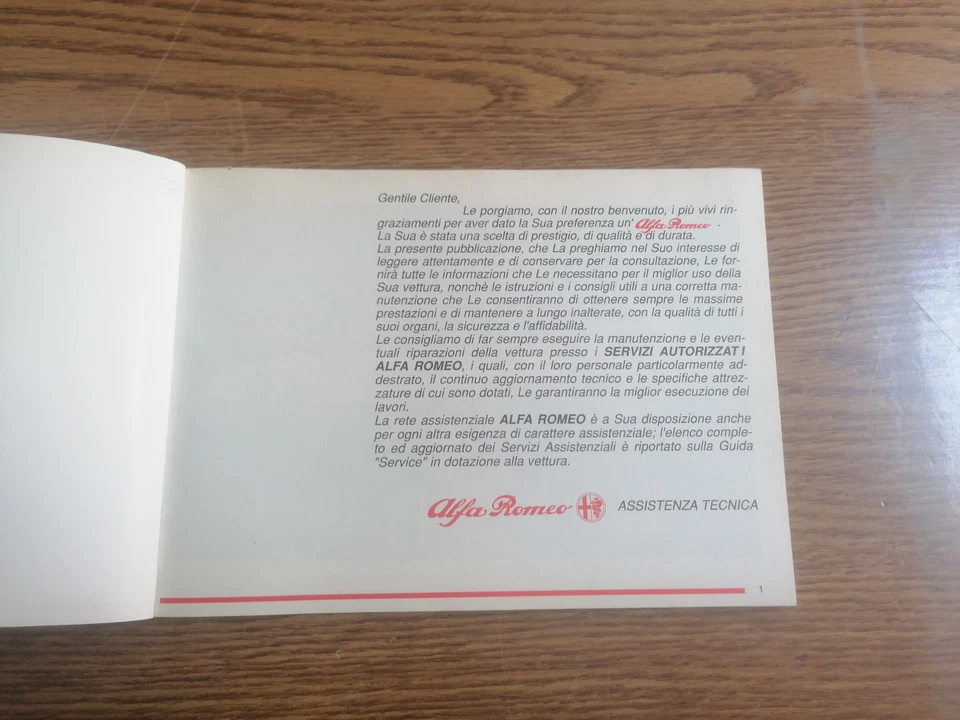 Gentile Cliente,
Le porgiamo, con il nostro benvenuto, i più vivi rin-
graziamenti per aver dato la Sua preferenza un' Alfa Romeo .
La Sua è stata una scelta di prestigio, di qualità e di durata.
La presente pubblicazione, che La preghiamo nel Suo interesse di
leggere attentamente e di conservare per la consultazione, Le for-
nirà tutte le informazioni che Le necessitano per il miglior uso della
Sua vettura, nonchè le istruzioni e i consigli utili a una corretta ma-
nutenzione che Le consentiranno di ottenere sempre le massime
prestazioni e di mantenere a lungo inalterate, con la qualità di tutti i
suoi organi, la sicurezza e l'affidabilità.
Le consigliamo di far sempre eseguire la manutenzione e le even-
tuali riparazioni della vettura presso i SERVIZI AUTORIZZATI
ALFA ROMEO, i quali, con il loro personale particolarmente ad-
destrato, il continuo aggiornamento tecnico e le specifiche attrez-
zature di cui sono dotati, Le garantiranno la miglior esecuzione dei
lavori.
La rete assistenziale ALFA ROMEO è a Sua disposizione anche
per ogni altra esigenza di carattere assistenziale; l'elenco comple-
to ed aggiornato dei Servizi Assistenziali è riportato sulla Guida
"Service" in dotazione alla vettura.
Alfa Romeo ASSISTENZA TECNICA
1